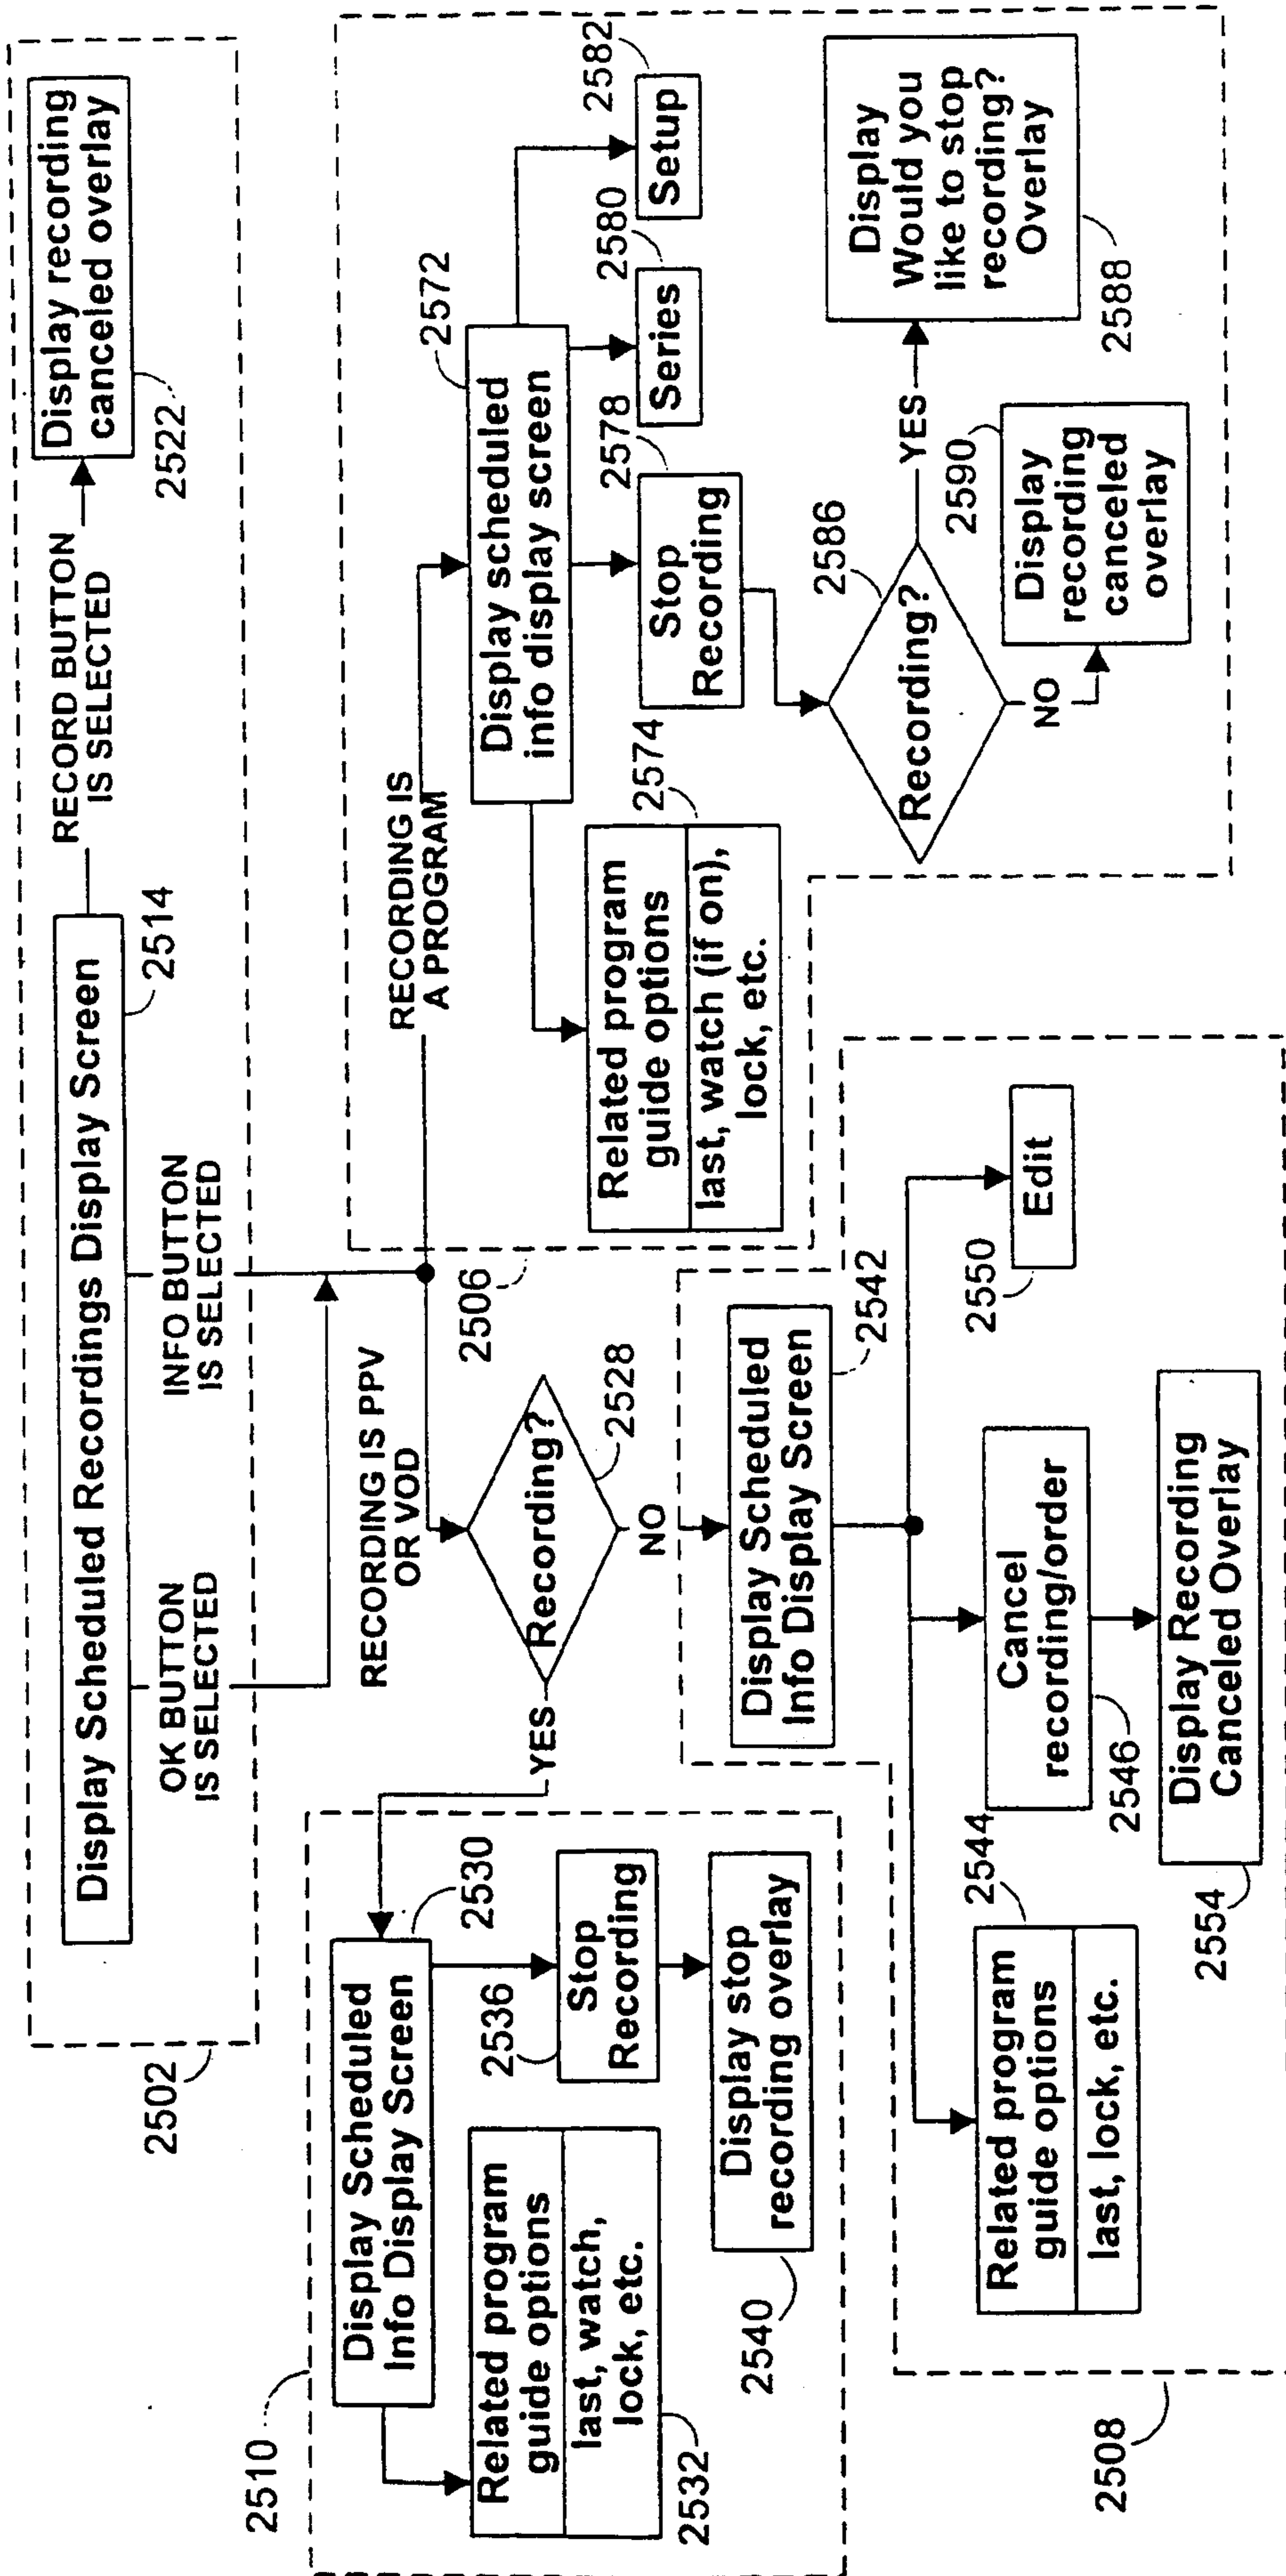 Display Scheduled Recordings Display Screen
2514
RECORD BUTTON
IS SELECTED
Display recording
canceled overlay
2522
OK BUTTON
IS SELECTED
INFO BUTTON
IS SELECTED
2502
RECORDING IS PPV
OR VOD
RECORDING IS
A PROGRAM
2506
Recording?
2528
YES
NO
2510
Display Scheduled
Info Display Screen
2530
Related program
guide options
last, watch,
lock, etc.
2532
2536
Stop
Recording
Display stop
recording overlay
2540
Display Scheduled
Info Display Screen
2542
2544
Related program
guide options
last, lock, etc.
Cancel
recording/order
2546
Display Recording
Canceled Overlay
2554
2550
Edit
2508
Display scheduled
info display screen
2572
Related program
guide options
last, watch (if on),
lock, etc.
2574
Stop
Recording
2578
Series
2580
Setup
2582
Recording?
2586
YES
NO
Display
Would you
like to stop
recording?
Overlay
2588
2590
Display
recording
canceled
overlay